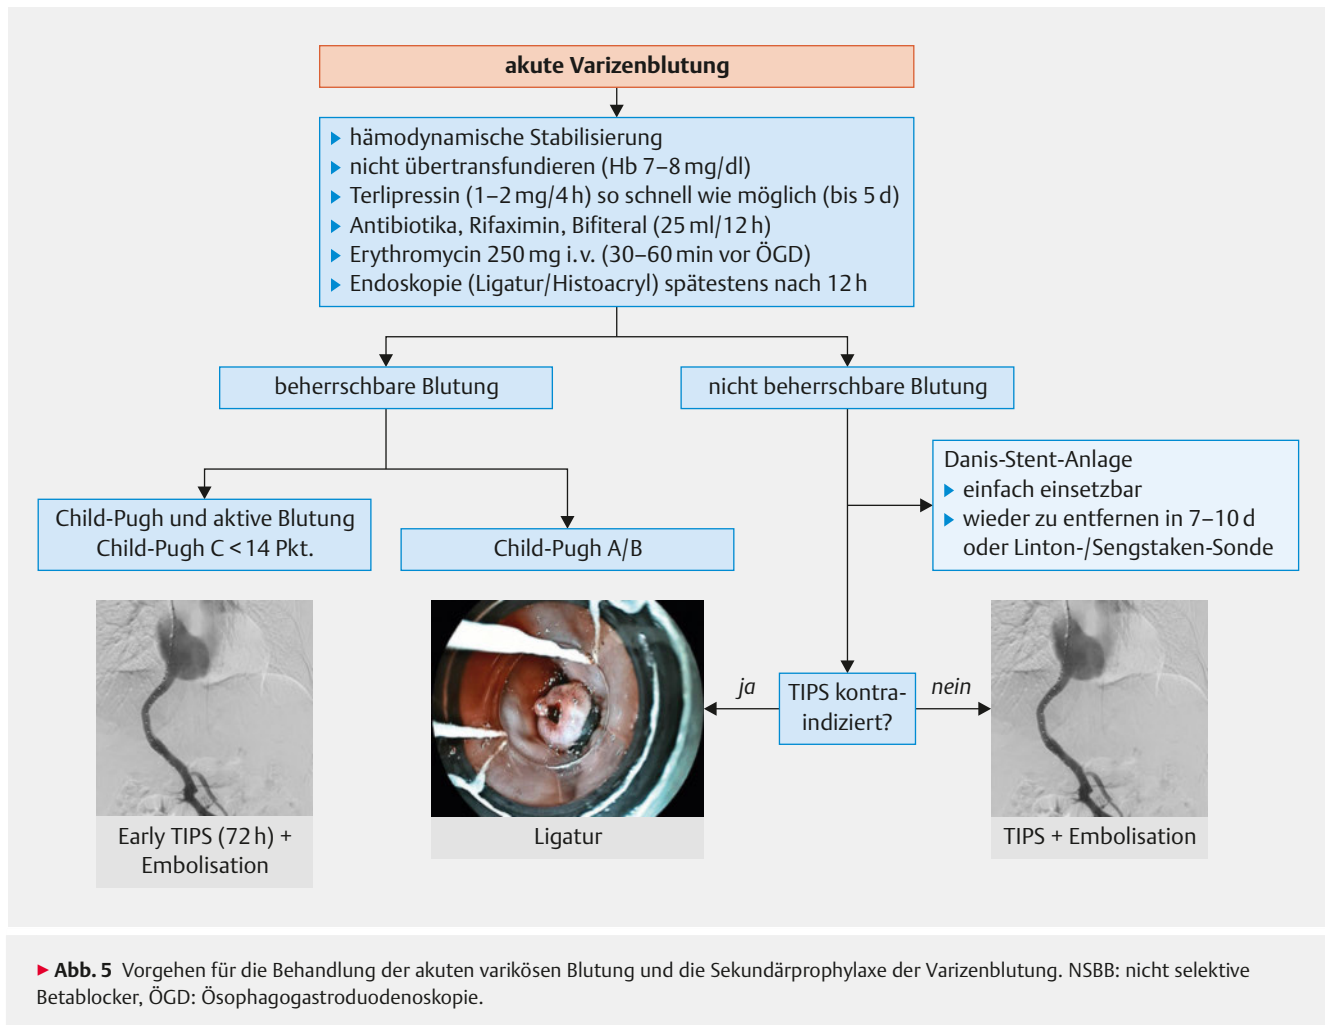 akute Varizenblutung
▶ hämodynamische Stabilisierung
▶ nicht übertransfundieren (Hb 7–8 mg/dl)
▶ Terlipressin (1–2 mg/4 h) so schnell wie möglich (bis 5 d)
▶ Antibiotika, Rifaximin, Bifiteral (25 ml/12 h)
▶ Erythromycin 250 mg i. v. (30–60 min vor ÖGD)
▶ Endoskopie (Ligatur/Histoacryl) spätestens nach 12 h
beherrschbare Blutung
nicht beherrschbare Blutung
Danis-Stent-Anlage
▶ einfach einsetzbar
▶ wieder zu entfernen in 7–10 d
oder Linton-/Sengstaken-Sonde
Child-Pugh und aktive Blutung
Child-Pugh C < 14 Pkt.
Child-Pugh A/B
ja
TIPS kontra-
indiziert?
nein
Early TIPS (72 h) +
Embolisation
Ligatur
TIPS + Embolisation
▶ Abb. 5 Vorgehen für die Behandlung der akuten varikösen Blutung und die Sekundärprophylaxe der Varizenblutung. NSBB: nicht selektive
Betablocker, ÖGD: Ösophagogastroduodenoskopie.